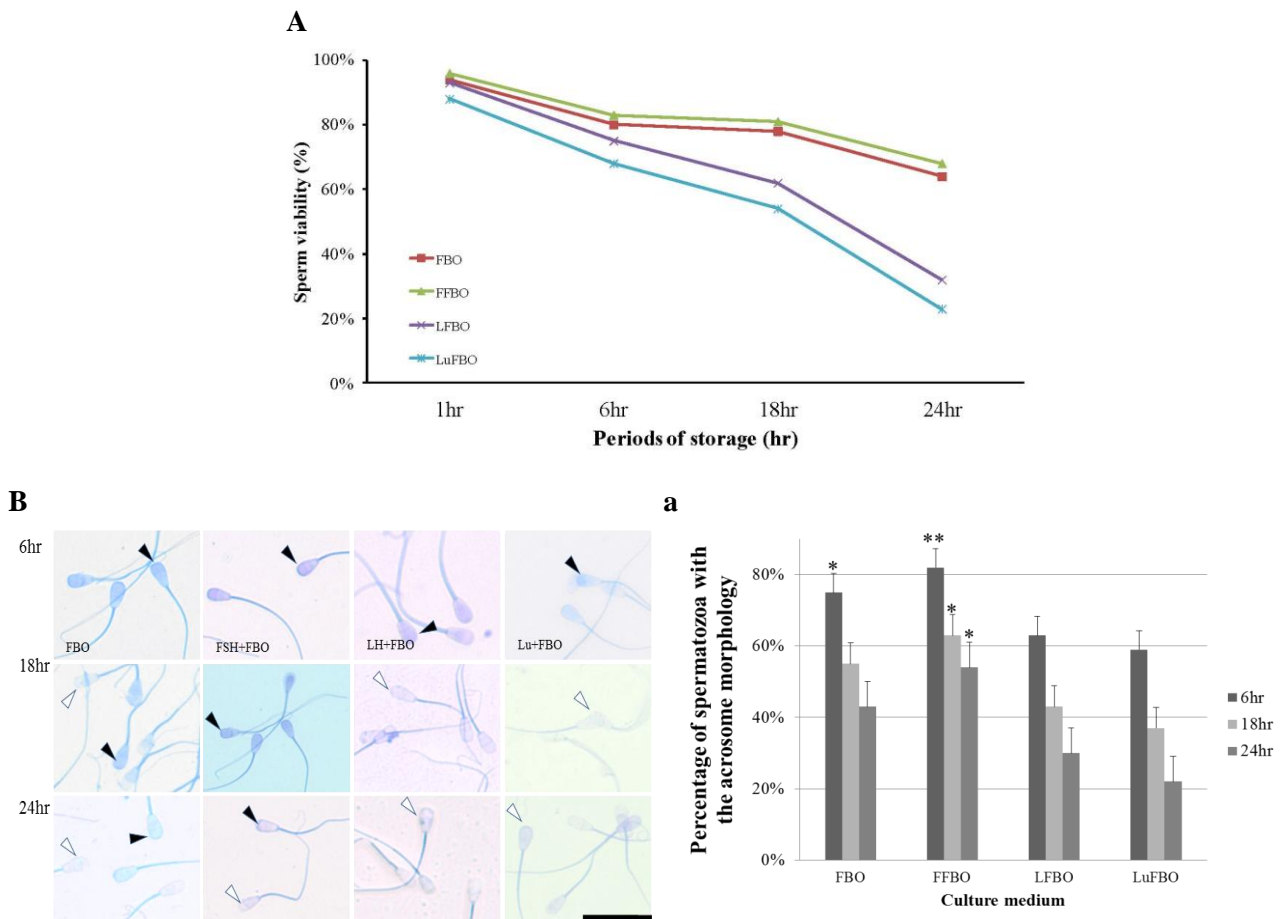 A
100%
80%
60%
40%
20%
0%
Sperm viability (%)
FBO
FFBO
LFBO
LuFBO
1hr
6hr
18hr
24hr
Periods of storage (hr)
B
6hr
FBO
FSH+FBO
LH+FBO
Lu+FBO
18hr
24hr
a
Percentage of spermatozoa with
the acrosome morphology
80%
60%
40%
20%
0%
*
**
*
*
FBO
FFBO
LFBO
LuFBO
Culture medium
6hr
18hr
24hr